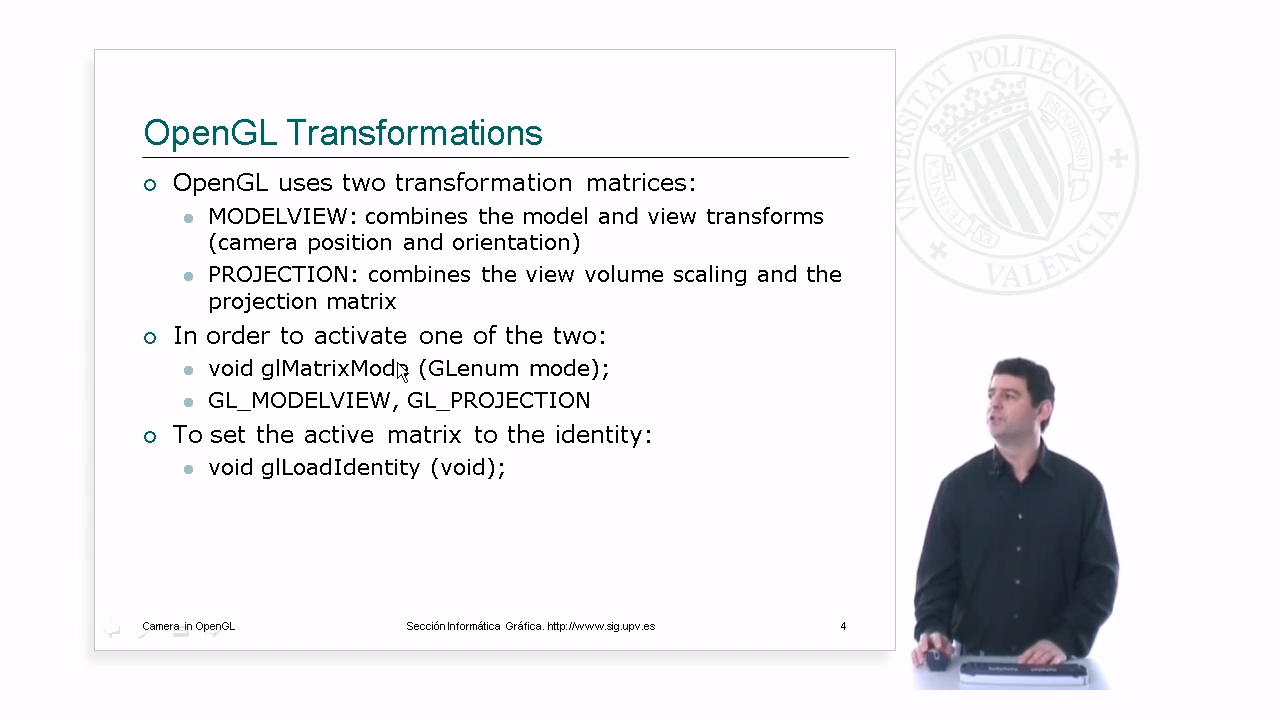 OpenGL Transformations
OpenGL uses two transformation matrices:
MODELVIEW: combines the model and view transforms
(camera position and orientation)
PROJECTION: combines the view volume scaling and the
projection matrix
In order to activate one of the two:
void glMatrixMode (GLenum mode);
GL_MODELVIEW, GL_PROJECTION
To set the active matrix to the identity:
void glLoadIdentity (void);
Camera in OpenGL
Sección Informática Gráfica. http://www.sig.upv.es
4
UNIVERSITAT POLITÈCNICA
VALÈNCIA